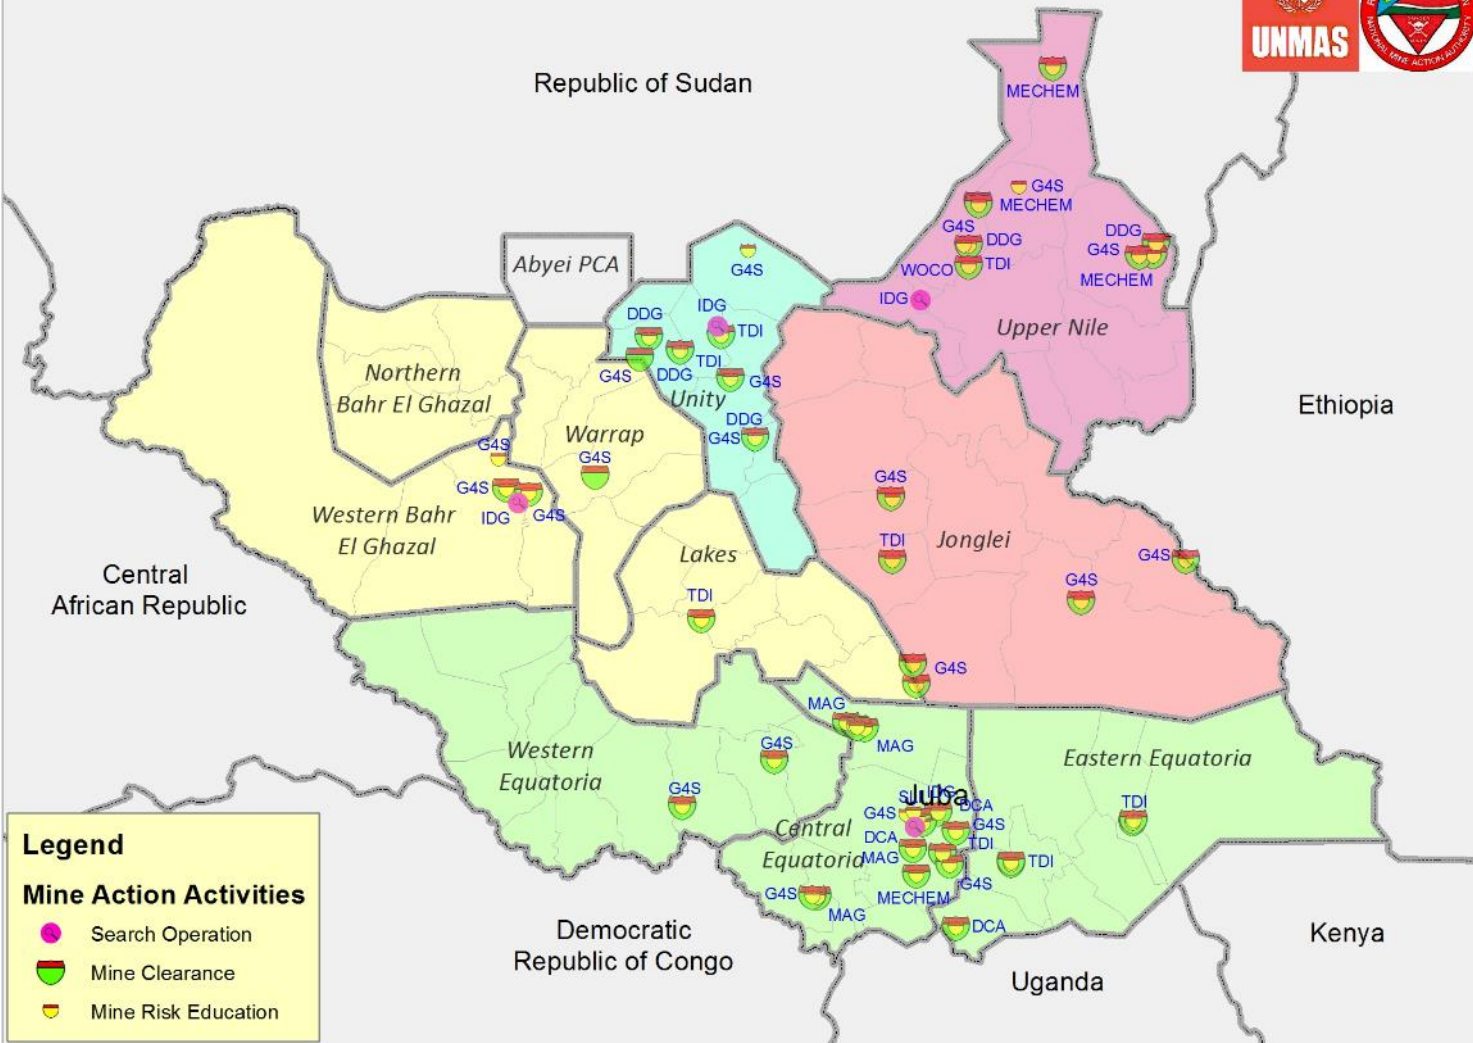 UNMAS
NATIONAL MINE ACTION AUTHORITY
Republic of Sudan
MECHEM
G4S
MECHEM
G4S
DDG
DDG
G4S
WOCO
TDI
MECHEM
IDG
Upper Nile
Abyei PCA
G4S
DDG
IDG
TDI
TDI
G4S
DDG
G4S
Unity
DDG
G4S
Northern
Bahr El Ghazal
Ethiopia
Warrap
G4S
G4S
G4S
IDG
G4S
Western Bahr
El Ghazal
G4S
TDI
Jonglei
G4S
G4S
Lakes
TDI
G4S
Central
African Republic
MAG
MAG
Western
Equatoria
G4S
G4S
Eastern Equatoria
TDI
TDI
Juba
DCA
G4S
G4S
DCA
TDI
MAG
G4S
MECHEM
Central
Equatoria
G4S
MAG
DCA
Legend
Mine Action Activities
Search Operation
Mine Clearance
Mine Risk Education
Democratic
Republic of Congo
Uganda
Kenya